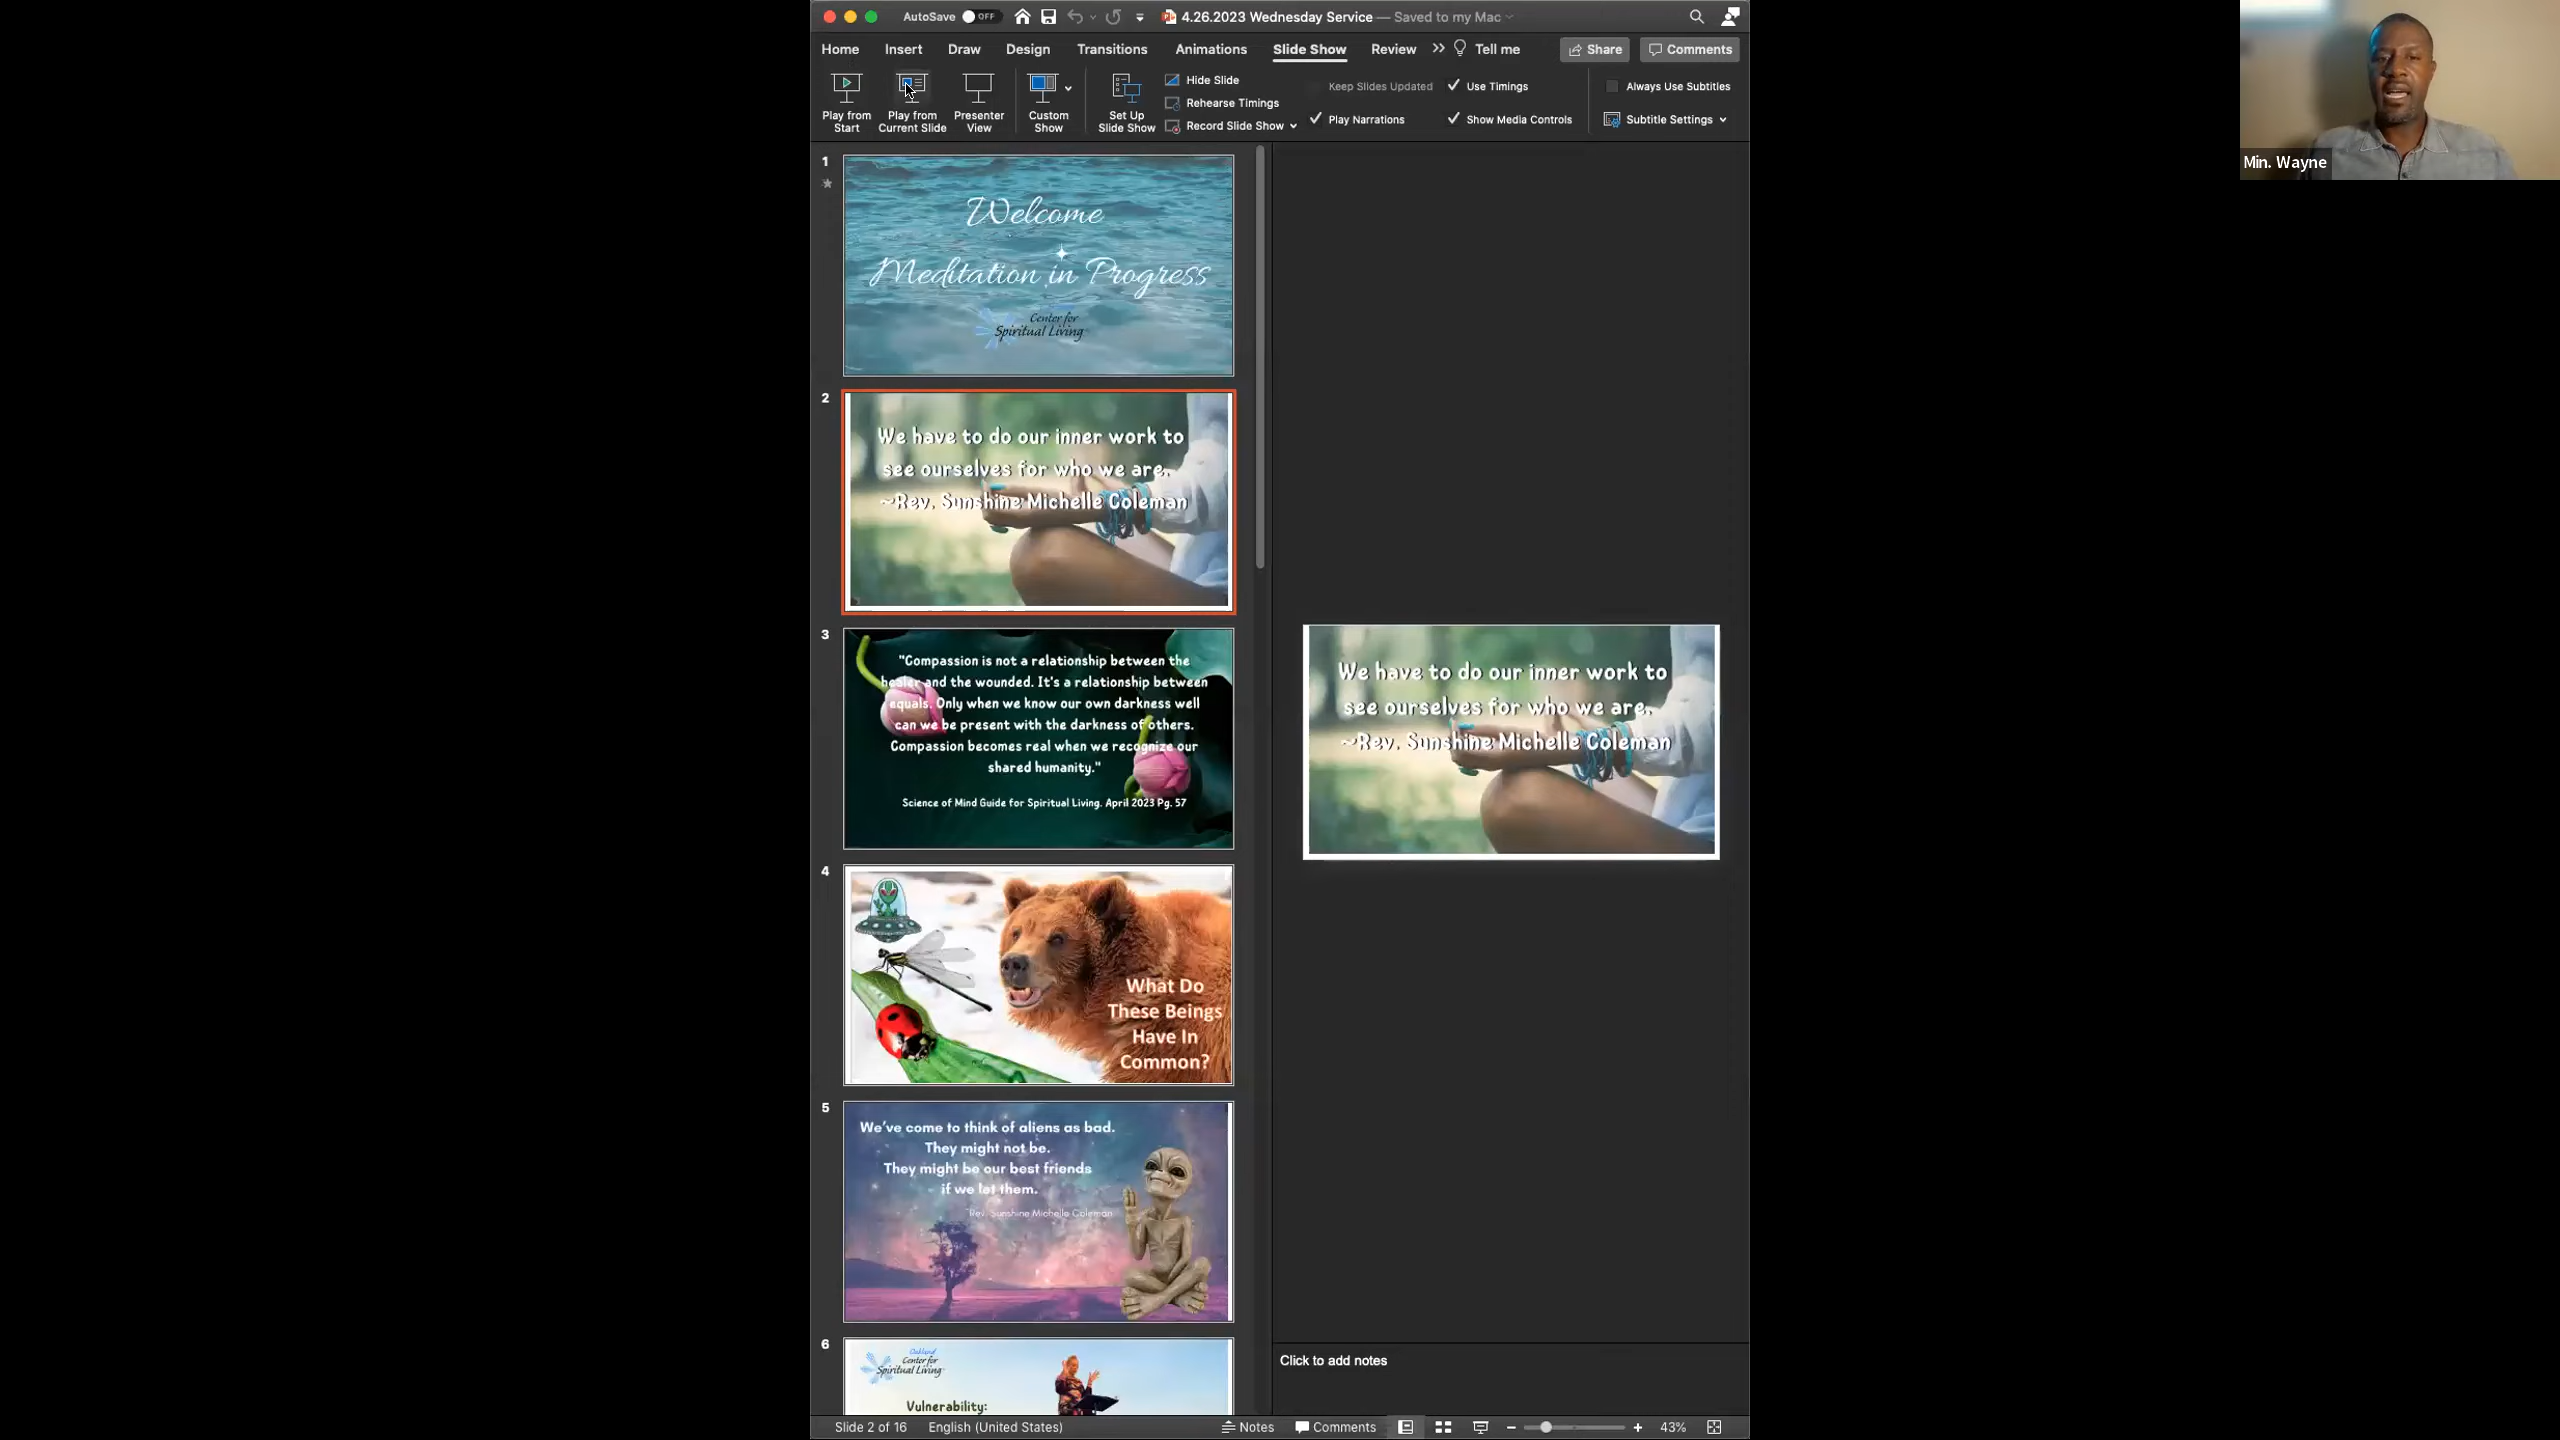 AutoSave OFF
4.26.2023 Wednesday Service — Saved to my Mac
Home Insert Draw Design Transitions Animations Slide Show Review Tell me Share Comments
Play from Start
Play from Current Slide
Presenter View
Custom Show
Set Up Slide Show
Hide Slide
Rehearse Timings
Record Slide Show
Keep Slides Updated
Play Narrations
Use Timings
Show Media Controls
Always Use Subtitles
Subtitle Settings
Min. Wayne
1
Welcome
Meditation in Progress
Center for
Spiritual Living
2
We have to do our inner work to
see ourselves for who we are.
~Rev. Sunshine Michelle Coleman
3
"Compassion is not a relationship between the
healer and the wounded. It's a relationship between
equals. Only when we know our own darkness well
can we be present with the darkness of others.
Compassion becomes real when we recognize our
shared humanity."
Science of Mind Guide for Spiritual Living. April 2023 Pg. 57
4
What Do
These Beings
Have In
Common?
5
We've come to think of aliens as bad.
They might not be.
They might be our best friends
if we let them.
~Rev. Sunshine Michelle Coleman
6
Oakland
Center for
Spiritual Living
Vulnerability:
We have to do our inner work to
see ourselves for who we are.
~Rev. Sunshine Michelle Coleman
Click to add notes
Slide 2 of 16 English (United States) Notes Comments 43%